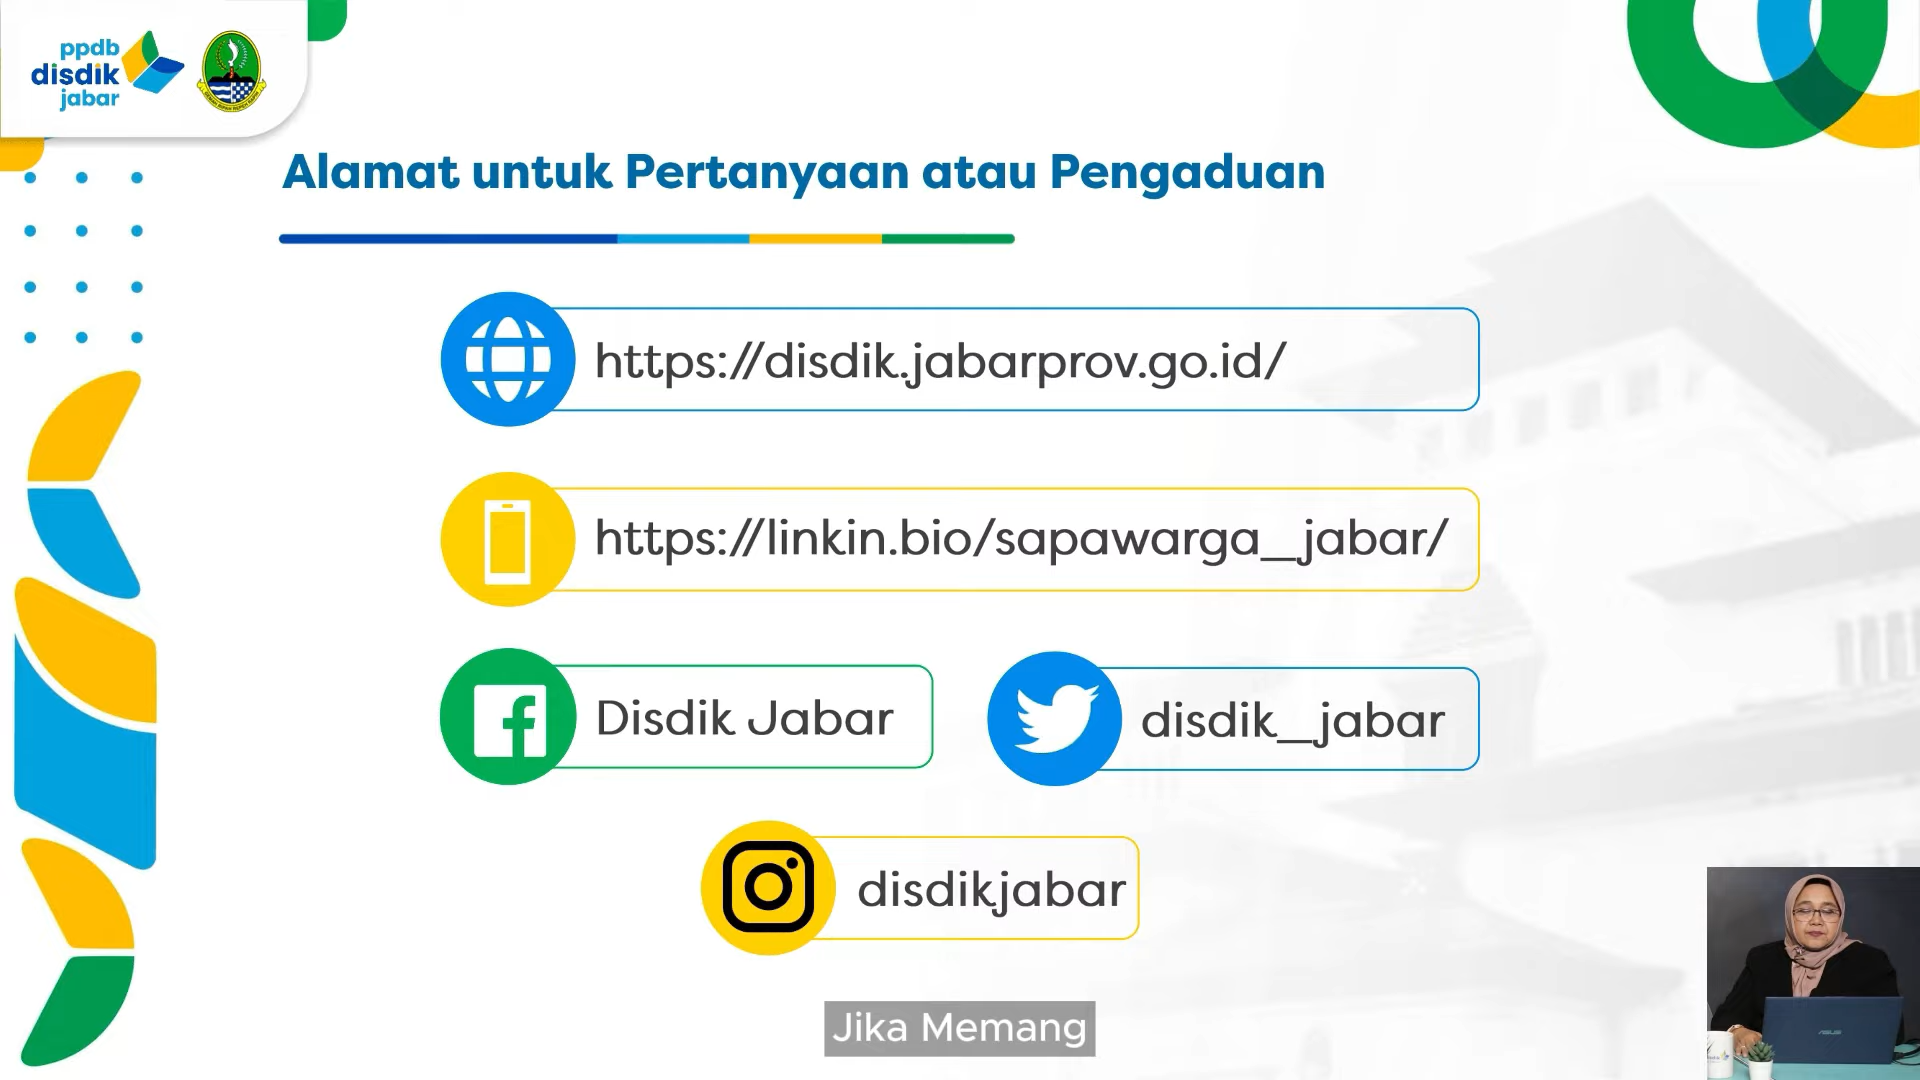 ppdb
disdik
jabar
Alamat untuk Pertanyaan atau Pengaduan
https://disdik.jabarprov.go.id/
https://linkin.bio/sapawarga_jabar/
Disdik Jabar
disdik_jabar
disdikjabar
Jika Memang
ASUS